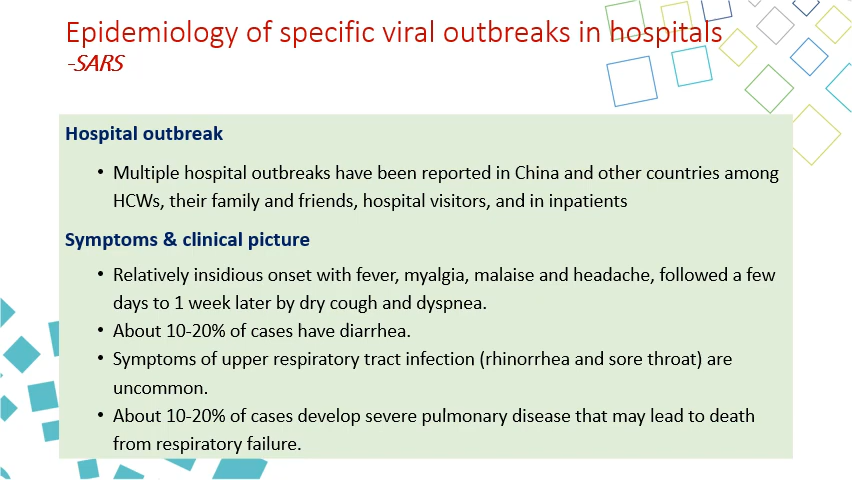 Epidemiology of specific viral outbreaks in hospitals
-SARS
Hospital outbreak
• Multiple hospital outbreaks have been reported in China and other countries among
HCWs, their family and friends, hospital visitors, and in inpatients
Symptoms & clinical picture
• Relatively insidious onset with fever, myalgia, malaise and headache, followed a few
days to 1 week later by dry cough and dyspnea.
• About 10-20% of cases have diarrhea.
• Symptoms of upper respiratory tract infection (rhinorrhea and sore throat) are
uncommon.
• About 10-20% of cases develop severe pulmonary disease that may lead to death
from respiratory failure.